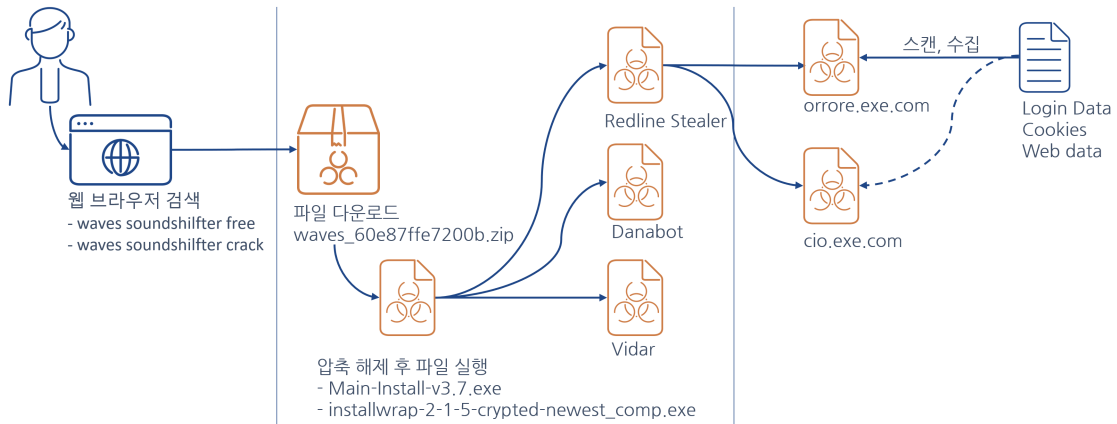 웹 브라우저 검색
- waves soundshilfter free
- waves soundshilfter crack
파일 다운로드
waves_60e87ffe7200b.zip
압축 해제 후 파일 실행
- Main-Install-v3.7.exe
- installwrap-2-1-5-crypted-newest_comp.exe
Redline Stealer
Danabot
Vidar
orrore.exe.com
cio.exe.com
스캔, 수집
Login Data
Cookies
Web data